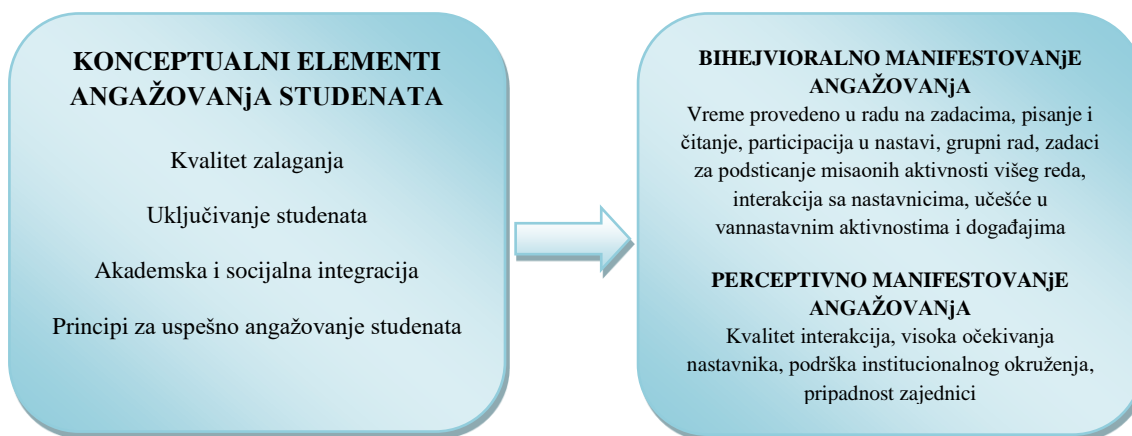 KONCEPTUALNI ELEMENTI
ANGAŽOVANjA STUDENATA
Kvalitet zalaganja
Uključivanje studenata
Akademska i socijalna integracija
Principi za uspešno angažovanje studenata
BIHEJVIORALNO MANIFESTOVANjE
ANGAŽOVANjA
Vreme provedeno u radu na zadacima, pisanje i
čitanje, participacija u nastavi, grupni rad, zadaci
za podsticanje misaonih aktivnosti višeg reda,
interakcija sa nastavnicima, učešće u
vannastavnim aktivnostima i događajima
PERCEPTIVNO MANIFESTOVANjE
ANGAŽOVANjA
Kvalitet interakcija, visoka očekivanja
nastavnika, podrška institucionalnog okruženja,
pripadnost zajednici